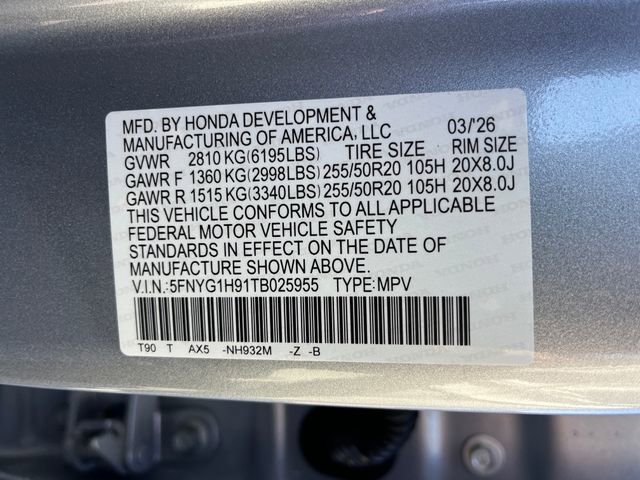 MFD. BY HONDA DEVELOPMENT &
MANUFACTURING OF AMERICA, LLC 03/'26
GVWR 2810 KG(6195LBS) TIRE SIZE RIM SIZE
GAWR F 1360 KG(2998LBS) 255/50R20 105H 20X8.0J
GAWR R 1515 KG(3340LBS) 255/50R20 105H 20X8.0J
THIS VEHICLE CONFORMS TO ALL APPLICABLE
FEDERAL MOTOR VEHICLE SAFETY
STANDARDS IN EFFECT ON THE DATE OF
MANUFACTURE SHOWN ABOVE.
V.I.N.:5FNYG1H91TB025955 TYPE:MPV
T90 T AX5 -NH932M -Z -B